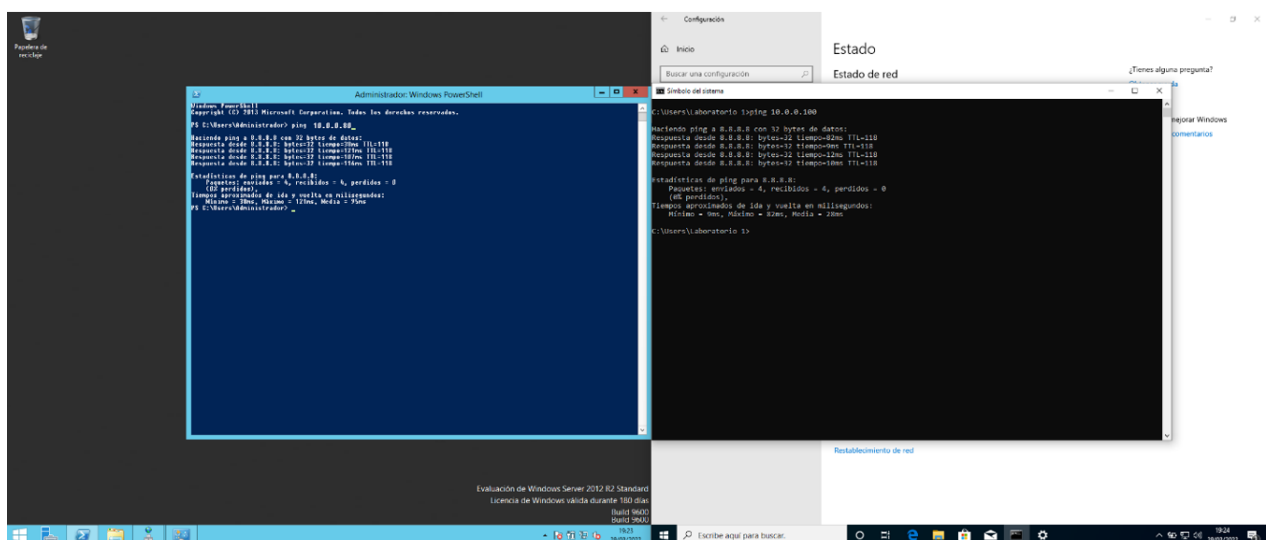 Papelera de
reciclaje
Administrador: Windows PowerShell
Windows PowerShell
Copyright (C) 2013 Microsoft Corporation. Todos los derechos reservados.
PS C:\Users\Administrador> ping 10.0.0.80_
Haciendo ping a 8.8.8.8 con 32 bytes de datos:
Respuesta desde 8.8.8.8: bytes=32 tiempo=38ms TTL=118
Respuesta desde 8.8.8.8: bytes=32 tiempo=121ms TTL=118
Respuesta desde 8.8.8.8: bytes=32 tiempo=107ms TTL=118
Respuesta desde 8.8.8.8: bytes=32 tiempo=116ms TTL=118
Estadísticas de ping para 8.8.8.8:
Paquetes: enviados = 4, recibidos = 4, perdidos = 0
(0% perdidos),
Tiempos aproximados de ida y vuelta en milisegundos:
Mínimo = 38ms, Máximo = 121ms, Media = 95ms
PS C:\Users\Administrador> _
Evaluación de Windows Server 2012 R2 Standard
Licencia de Windows válida durante 180 días
Build 9600
Build 9600
19:25
Configuración
Inicio
Buscar una configuración
Estado
Estado de red
¿Tienes alguna pregunta?
mejorar Windows
comentarios
Símbolo del sistema
C:\Users\Laboratorio 1>ping 10.0.0.100
Haciendo ping a 8.8.8.8 con 32 bytes de datos:
Respuesta desde 8.8.8.8: bytes=32 tiempo=82ms TTL=118
Respuesta desde 8.8.8.8: bytes=32 tiempo=9ms TTL=118
Respuesta desde 8.8.8.8: bytes=32 tiempo=12ms TTL=118
Respuesta desde 8.8.8.8: bytes=32 tiempo=10ms TTL=118
Estadísticas de ping para 8.8.8.8:
Paquetes: enviados = 4, recibidos = 4, perdidos = 0
(0% perdidos),
Tiempos aproximados de ida y vuelta en milisegundos:
Mínimo = 9ms, Máximo = 82ms, Media = 28ms
C:\Users\Laboratorio 1>
Restablecimiento de red
Escribe aquí para buscar.
19:24